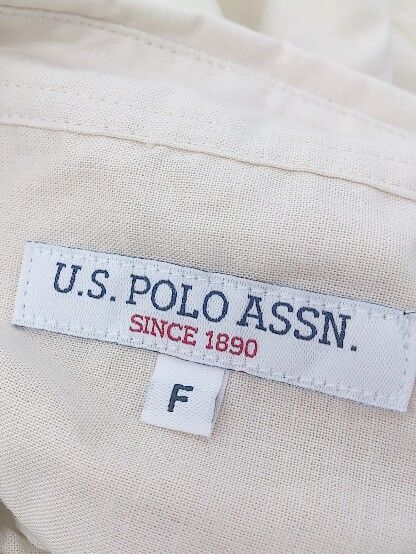 U.S. POLO ASSN.
SINCE 1890
F